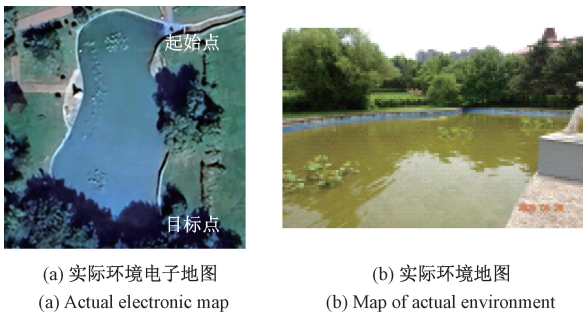 起始点
目标点
(a) 实际环境电子地图
(b) 实际环境地图
(a) Actual electronic map
(b) Map of actual environment